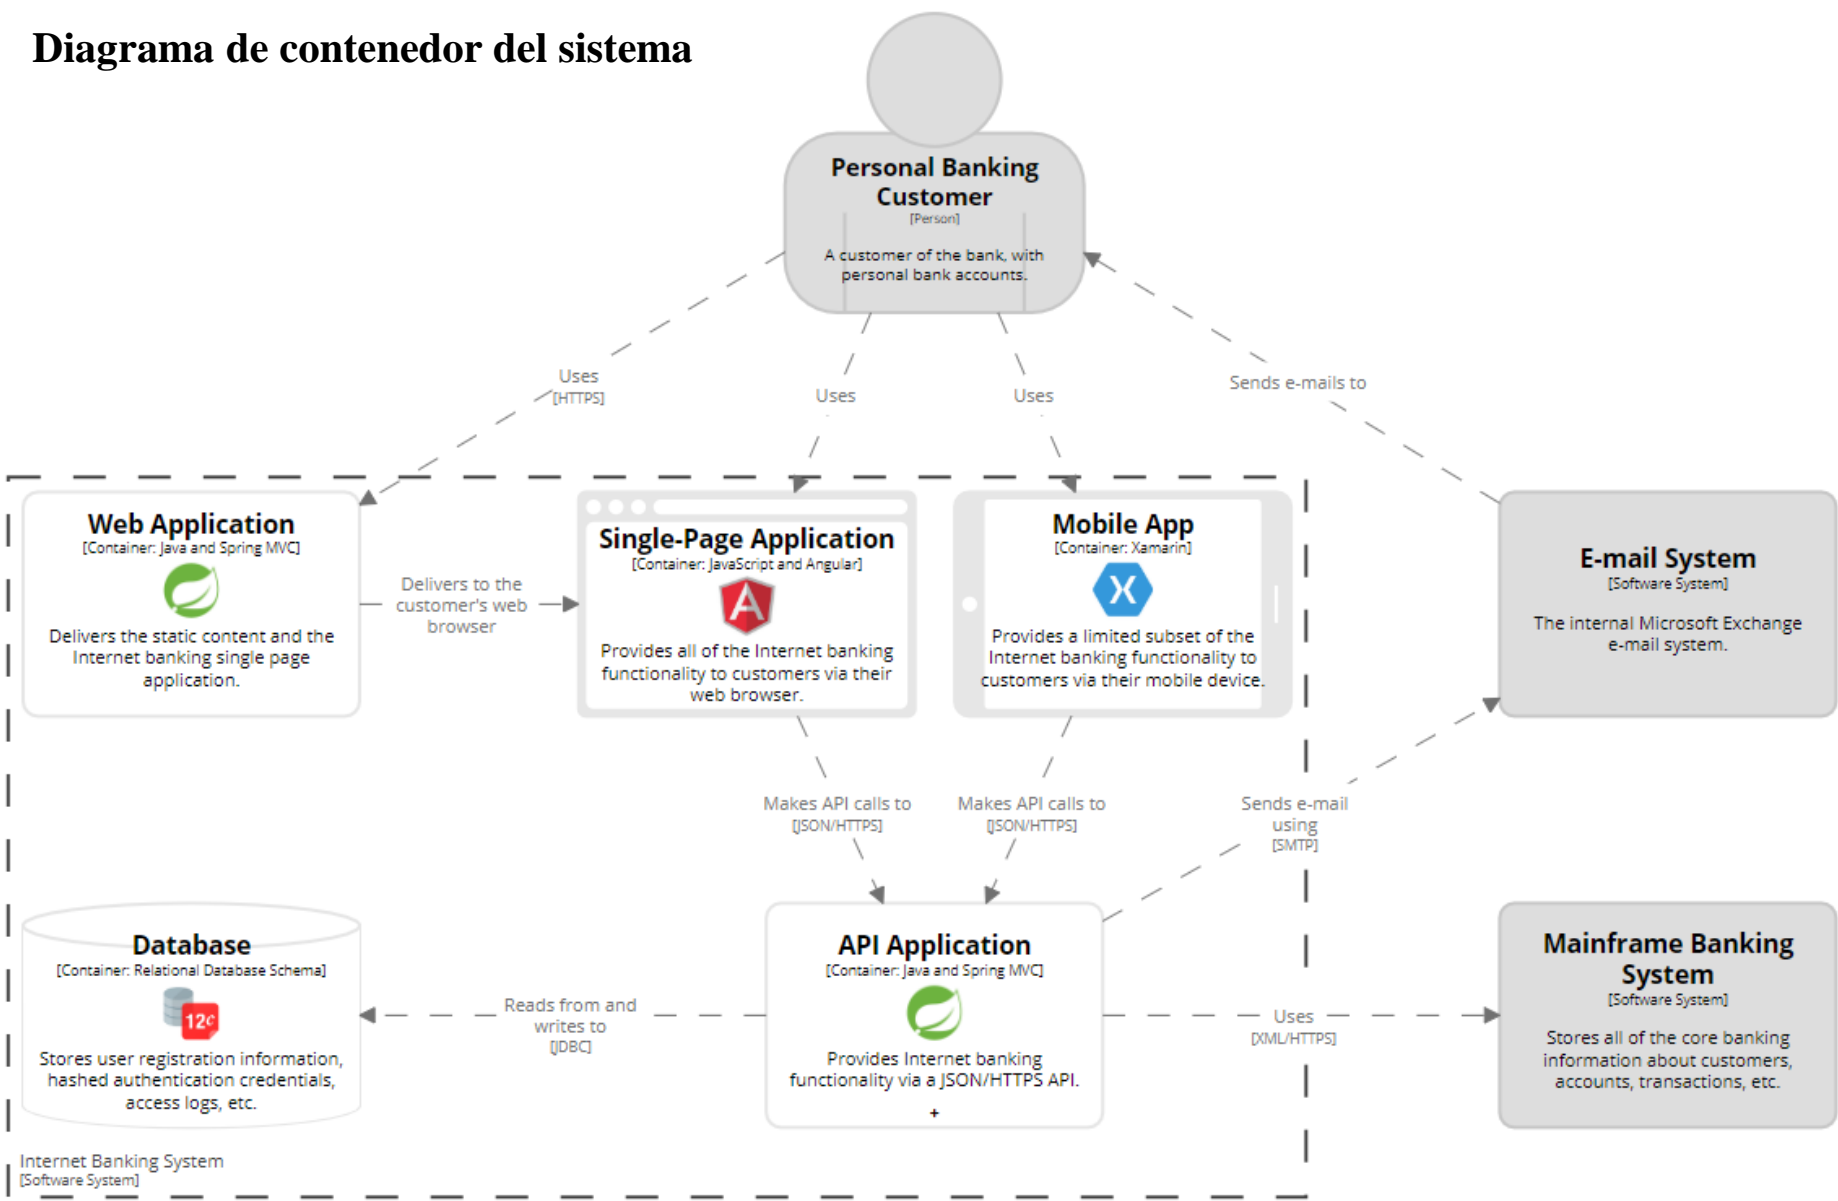 Diagrama de contenedor del sistema
Personal Banking
Customer
[Person]
A customer of the bank, with
personal bank accounts.
Uses
[HTTPS]
Uses
Uses
Sends e-mails to
Web Application
[Container: Java and Spring MVC]
Delivers the static content and the
Internet banking single page
application.
Delivers to the
customer's web
browser
Single-Page Application
[Container: JavaScript and Angular]
A
Provides all of the Internet banking
functionality to customers via their
web browser.
Mobile App
[Container: Xamarin]
X
Provides a limited subset of the
Internet banking functionality to
customers via their mobile device.
E-mail System
[Software System]
The internal Microsoft Exchange
e-mail system.
Makes API calls to
[JSON/HTTPS]
Makes API calls to
[JSON/HTTPS]
Sends e-mail
using
[SMTP]
Database
[Container: Relational Database Schema]
12c
Stores user registration information,
hashed authentication credentials,
access logs, etc.
Reads from and
writes to
[JDBC]
API Application
[Container: Java and Spring MVC]
Provides Internet banking
functionality via a JSON/HTTPS API.
+
Uses
[XML/HTTPS]
Mainframe Banking
System
[Software System]
Stores all of the core banking
information about customers,
accounts, transactions, etc.
Internet Banking System
[Software System]